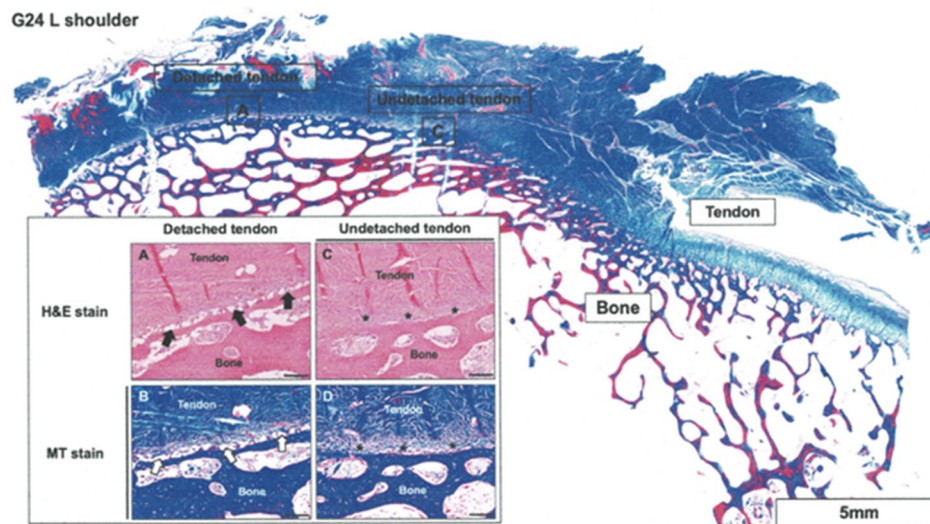 G24 L shoulder
Detached tendon
A
Undetached tendon
C
Tendon
Bone
Detached tendon
Undetached tendon
H&E stain
A
Tendon
Bone
C
Tendon
Bone
MT stain
B
Tendon
Bone
D
Tendon
Bone
5mm